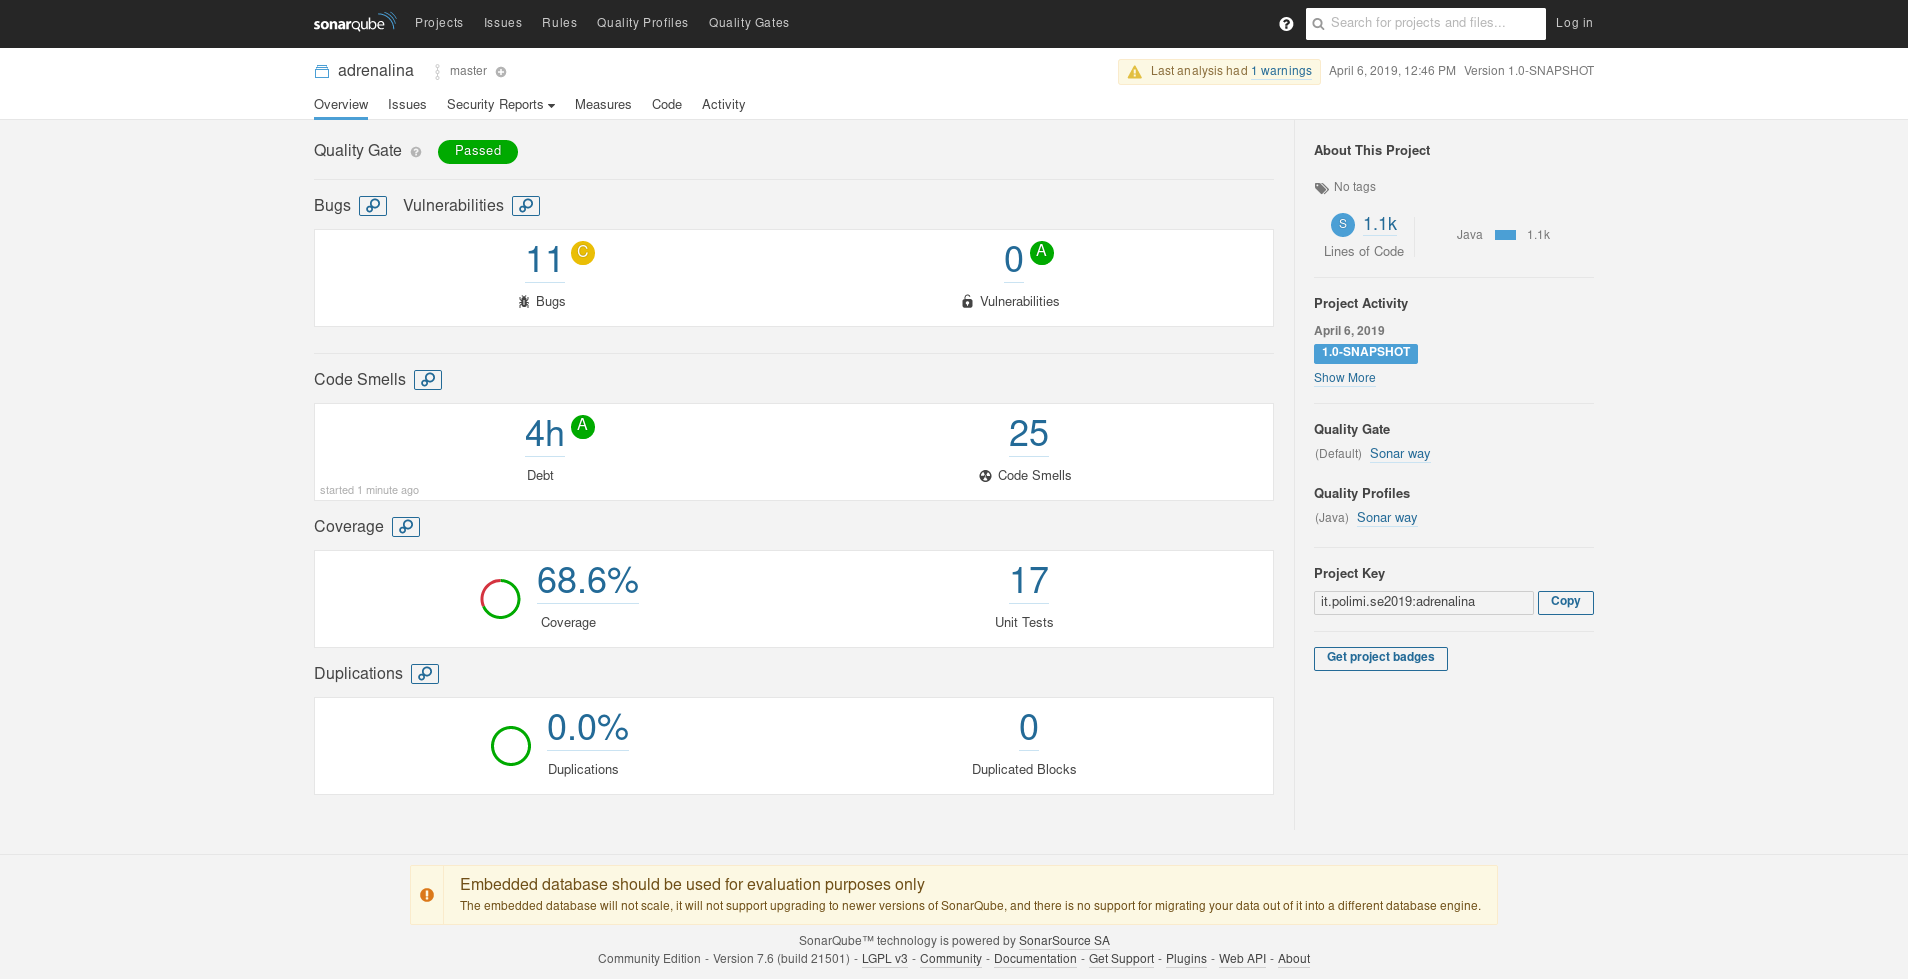 sonarqube Projects Issues Rules Quality Profiles Quality Gates ? Search for projects and files... Log in
adrenalina master Last analysis had 1 warnings April 6, 2019, 12:46 PM Version 1.0-SNAPSHOT
Overview Issues Security Reports Measures Code Activity
Quality Gate ? Passed
Bugs Vulnerabilities
11 C 0 A
Bugs Vulnerabilities
Code Smells
4h A 25
Debt Code Smells
started 1 minute ago
Coverage
68.6% 17
Coverage Unit Tests
Duplications
0.0% 0
Duplications Duplicated Blocks
About This Project
No tags
S 1.1k Java 1.1k
Lines of Code
Project Activity
April 6, 2019
1.0-SNAPSHOT
Show More
Quality Gate
(Default) Sonar way
Quality Profiles
(Java) Sonar way
Project Key
it.polimi.se2019:adrenalina Copy
Get project badges
Embedded database should be used for evaluation purposes only
The embedded database will not scale, it will not support upgrading to newer versions of SonarQube, and there is no support for migrating your data out of it into a different database engine.
SonarQube™ technology is powered by SonarSource SA
Community Edition - Version 7.6 (build 21501) - LGPL v3 - Community - Documentation - Get Support - Plugins - Web API - About